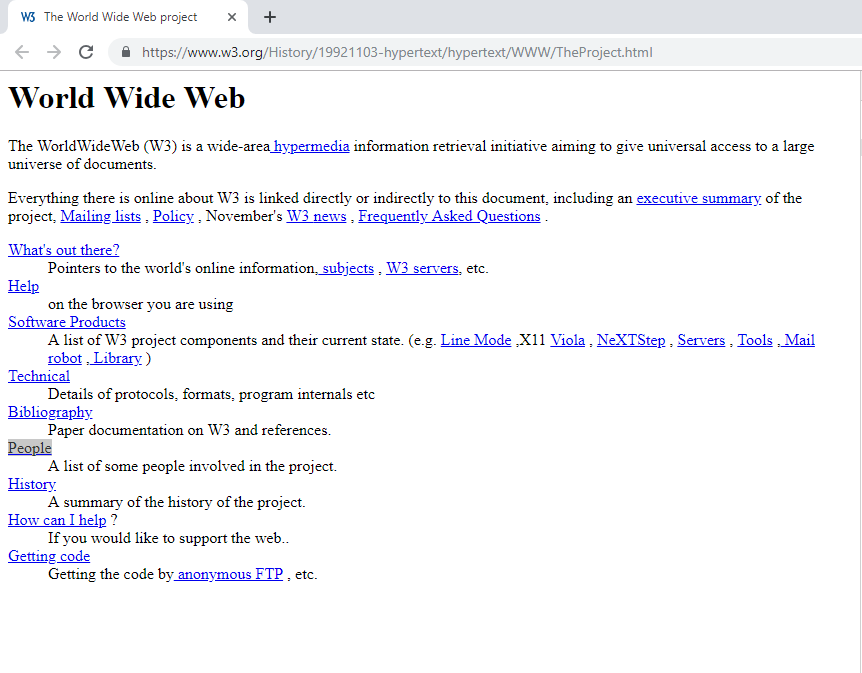 W3 The World Wide Web project
https://www.w3.org/History/19921103-hypertext/hypertext/WWW/TheProject.html
World Wide Web
The WorldWideWeb (W3) is a wide-area hypermedia information retrieval initiative aiming to give universal access to a large
universe of documents.
Everything there is online about W3 is linked directly or indirectly to this document, including an executive summary of the
project, Mailing lists , Policy , November's W3 news , Frequently Asked Questions .
What's out there?
Pointers to the world's online information, subjects , W3 servers, etc.
Help
on the browser you are using
Software Products
A list of W3 project components and their current state. (e.g. Line Mode ,X11 Viola , NeXTStep , Servers , Tools , Mail
robot , Library )
Technical
Details of protocols, formats, program internals etc
Bibliography
Paper documentation on W3 and references.
People
A list of some people involved in the project.
History
A summary of the history of the project.
How can I help ?
If you would like to support the web..
Getting code
Getting the code by anonymous FTP , etc.